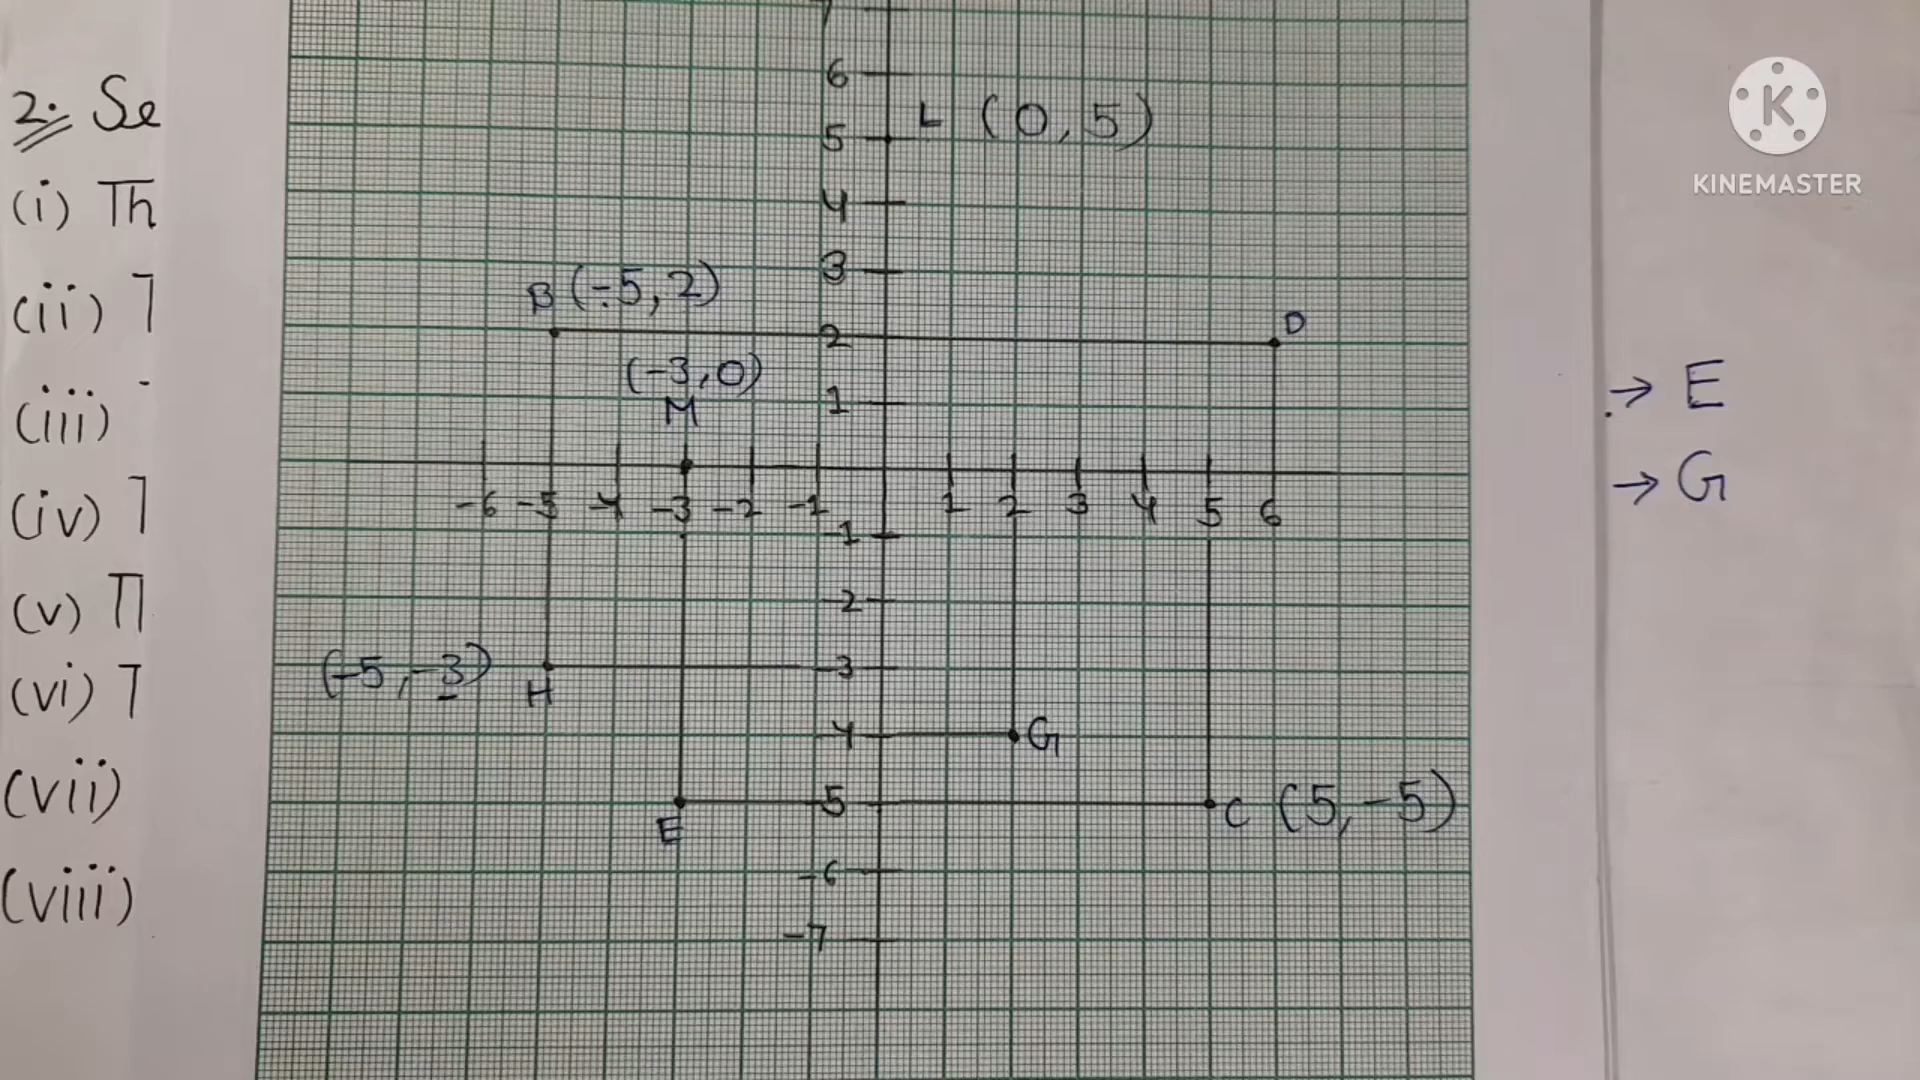 2. Se
(i) Th
(ii) T
(iii)
(iv) T
(v) Th
(vi) T
(vii)
(viii)
7
6
L (0,5)
5
4
3
B (-5,2)
2
D
(-3,0)
M
1
-6 -5 -4 -3 -2 -1 1 2 3 4 5 6
-1
-2
(-5,-3) H
-3
-4
G
E
-5
C (5,-5)
-6
-7
→ E
→ G
K
KINEMASTER